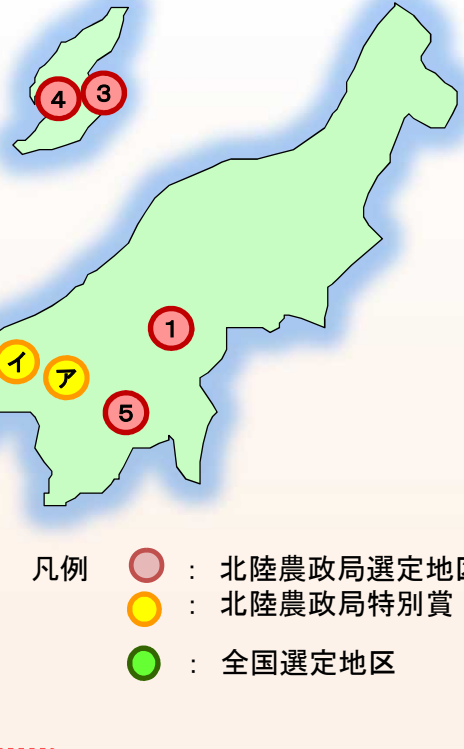 ④ ③
①
イ
ア
⑤
凡例 : 北陸農政局選定地区
: 北陸農政局特別賞
: 全国選定地区